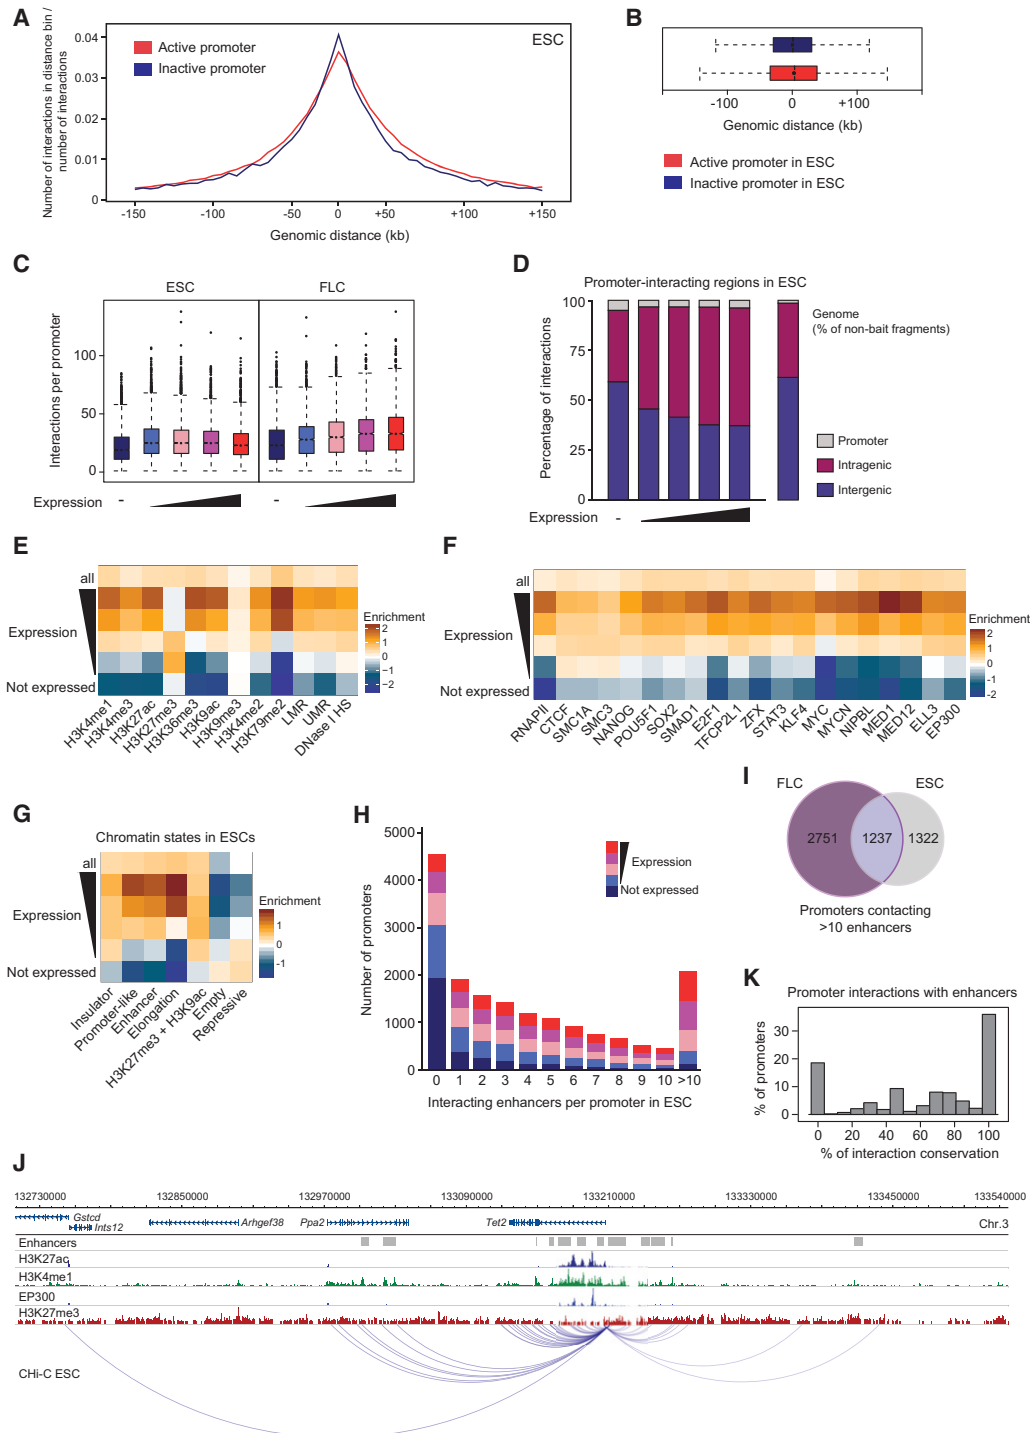 A
Number of interactions in distance bin /
number of interactions
0.04
0.03
0.02
0.01
0
Active promoter
Inactive promoter
ESC
-150
-100
-50
0
+50
+100
+150
Genomic distance (kb)
B
-100
0
+100
Genomic distance (kb)
Active promoter in ESC
Inactive promoter in ESC
C
ESC
FLC
Interactions per promoter
100
50
0
Expression
-
-
D
Promoter-interacting regions in ESC
Percentage of interactions
100
75
50
25
0
Genome
(% of non-bait fragments)
Promoter
Intragenic
Intergenic
Expression
-
E
all
Expression
Not expressed
Enrichment
2
1
0
-1
-2
H3K4me1
H3K4me3
H3K27ac
H3K27me3
H3K36me3
H3K9ac
H3K9me3
H3K4me2
H3K79me2
LMR
UMR
DNase I HS
F
all
Expression
Not expressed
Enrichment
2
1
0
-1
-2
RNAPII
CTCF
SMC1A
SMC3
NANOG
POU5F1
SOX2
SMAD1
E2F1
TFCP2L1
ZFX
STAT3
KLF4
MYC
MYCN
NIPBL
MED1
MED12
ELL3
EP300
G
Chromatin states in ESCs
all
Expression
Not expressed
Enrichment
1
0
-1
Insulator
Promoter-like
Enhancer
Elongation
H3K27me3 + H3K9ac
Empty
Repressive
H
Number of promoters
5000
4000
3000
2000
1000
0
Expression
Not expressed
0
1
2
3
4
5
6
7
8
9
10
>10
Interacting enhancers per promoter in ESC
I
FLC
ESC
2751
1237
1322
Promoters contacting
>10 enhancers
K
Promoter interactions with enhancers
% of promoters
30
20
10
0
0
20
40
60
80
100
% of interaction conservation
J
132730000
132850000
132970000
133090000
133210000
133330000
133450000
133540000
Gstcd
Ints12
Arhgef38
Ppa2
Tet2
Chr.3
Enhancers
H3K27ac
H3K4me1
EP300
H3K27me3
CHi-C ESC